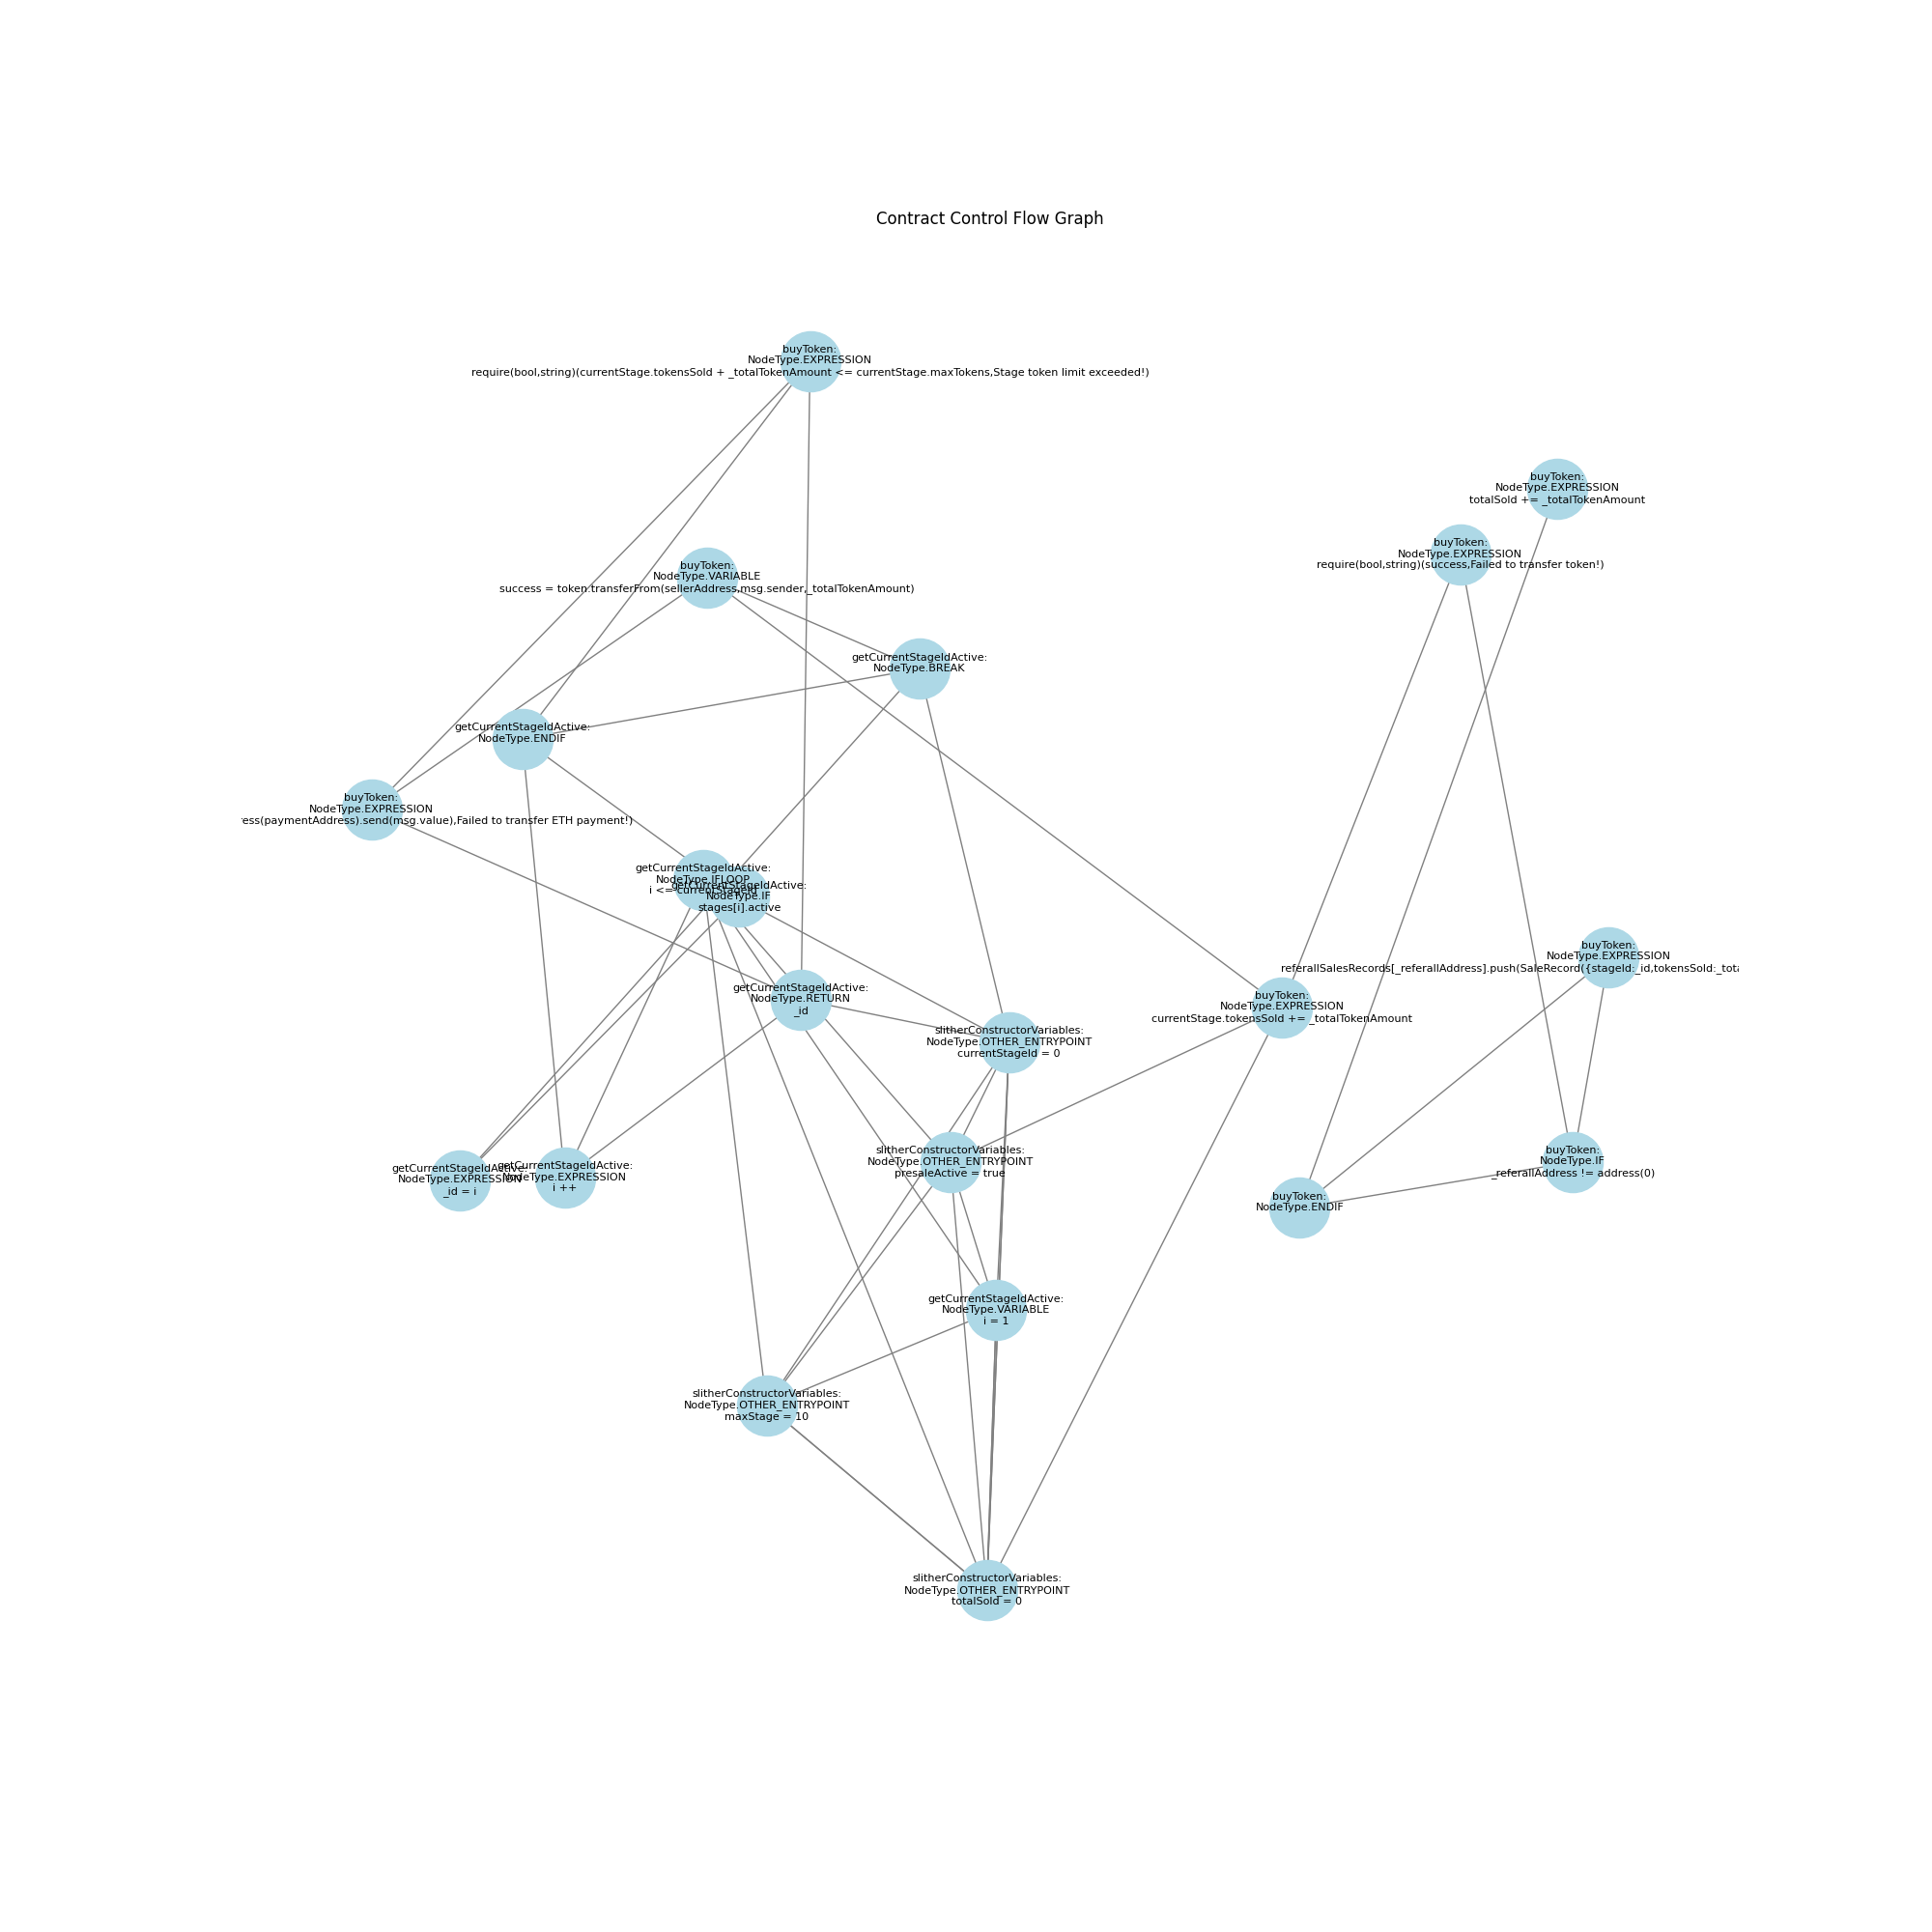 Contract Control Flow Graph
buyToken:
NodeType.EXPRESSION
require(bool,string)(currentStage.tokensSold + _totalTokenAmount <= currentStage.maxTokens,Stage token limit exceeded!)
buyToken:
NodeType.EXPRESSION
totalSold += _totalTokenAmount
buyToken:
NodeType.EXPRESSION
require(bool,string)(success,Failed to transfer token!)
buyToken:
NodeType.VARIABLE
success = token.transferFrom(sellerAddress,msg.sender,_totalTokenAmount)
getCurrentStageIdActive:
NodeType.BREAK
getCurrentStageIdActive:
NodeType.ENDIF
buyToken:
NodeType.EXPRESSION
ress(paymentAddress).send(msg.value),Failed to transfer ETH payment!)
getCurrentStageIdActive:
NodeType.IFLOOP
i <= currentStageId
getCurrentStageIdActive:
NodeType.IF
stages[i].active
buyToken:
NodeType.EXPRESSION
referallSalesRecords[_referallAddress].push(SaleRecord({stageId:_id,tokensSold:_tota
getCurrentStageIdActive:
NodeType.RETURN
_id
buyToken:
NodeType.EXPRESSION
currentStage.tokensSold += _totalTokenAmount
slitherConstructorVariables:
NodeType.OTHER_ENTRYPOINT
currentStageId = 0
slitherConstructorVariables:
NodeType.OTHER_ENTRYPOINT
presaleActive = true
buyToken:
NodeType.IF
_referallAddress != address(0)
getCurrentStageIdActive:
NodeType.EXPRESSION
_id = i
getCurrentStageIdActive:
NodeType.EXPRESSION
i ++
buyToken:
NodeType.ENDIF
getCurrentStageIdActive:
NodeType.VARIABLE
i = 1
slitherConstructorVariables:
NodeType.OTHER_ENTRYPOINT
maxStage = 10
slitherConstructorVariables:
NodeType.OTHER_ENTRYPOINT
totalSold = 0